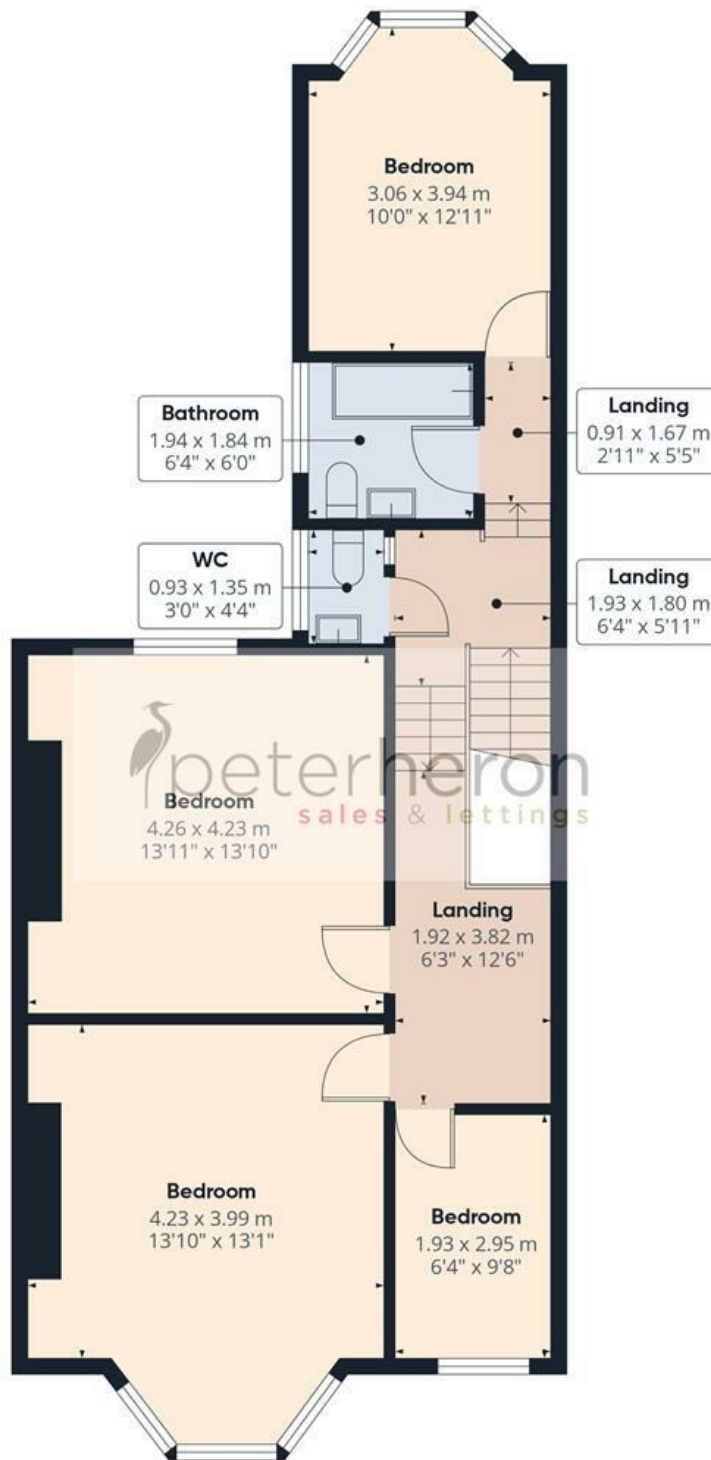 Bedroom
3.06 x 3.94 m
10'0" x 12'11"
Bathroom
1.94 x 1.84 m
6'4" x 6'0"
Landing
0.91 x 1.67 m
2'11" x 5'5"
WC
0.93 x 1.35 m
3'0" x 4'4"
Landing
1.93 x 1.80 m
6'4" x 5'11"
peterheron
sales & lettings
Bedroom
4.26 x 4.23 m
13'11" x 13'10"
Landing
1.92 x 3.82 m
6'3" x 12'6"
Bedroom
4.23 x 3.99 m
13'10" x 13'1"
Bedroom
1.93 x 2.95 m
6'4" x 9'8"